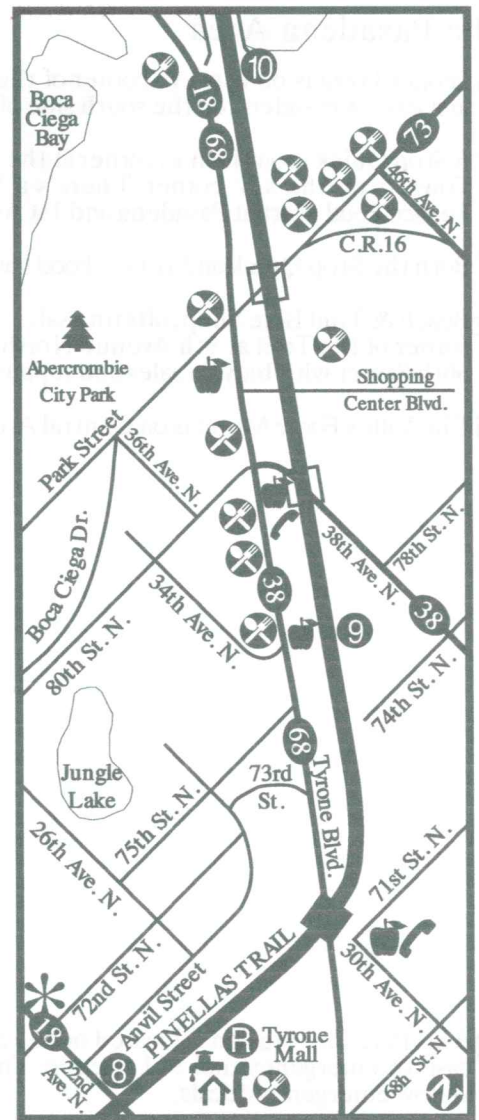 10
18
68
Boca
Ciega
Bay
73
46th Ave. N.
C.R.16
Abercrombie
City Park
Shopping
Center Blvd.
Park Street
36th Ave. N.
Boca Ciega Dr.
38th Ave. N.
78th St. N.
34th Ave. N.
38
9
38
80th St. N.
74th St. N.
68
Tyrone Blvd.
Jungle
Lake
73rd
St.
75th St. N.
26th Ave. N.
71st St. N.
72nd St. N.
Anvil Street
PINELLAS TRAIL
30th Ave. N.
18
22nd
Ave. N.
8
R
Tyrone
Mall
68th St. N.
N